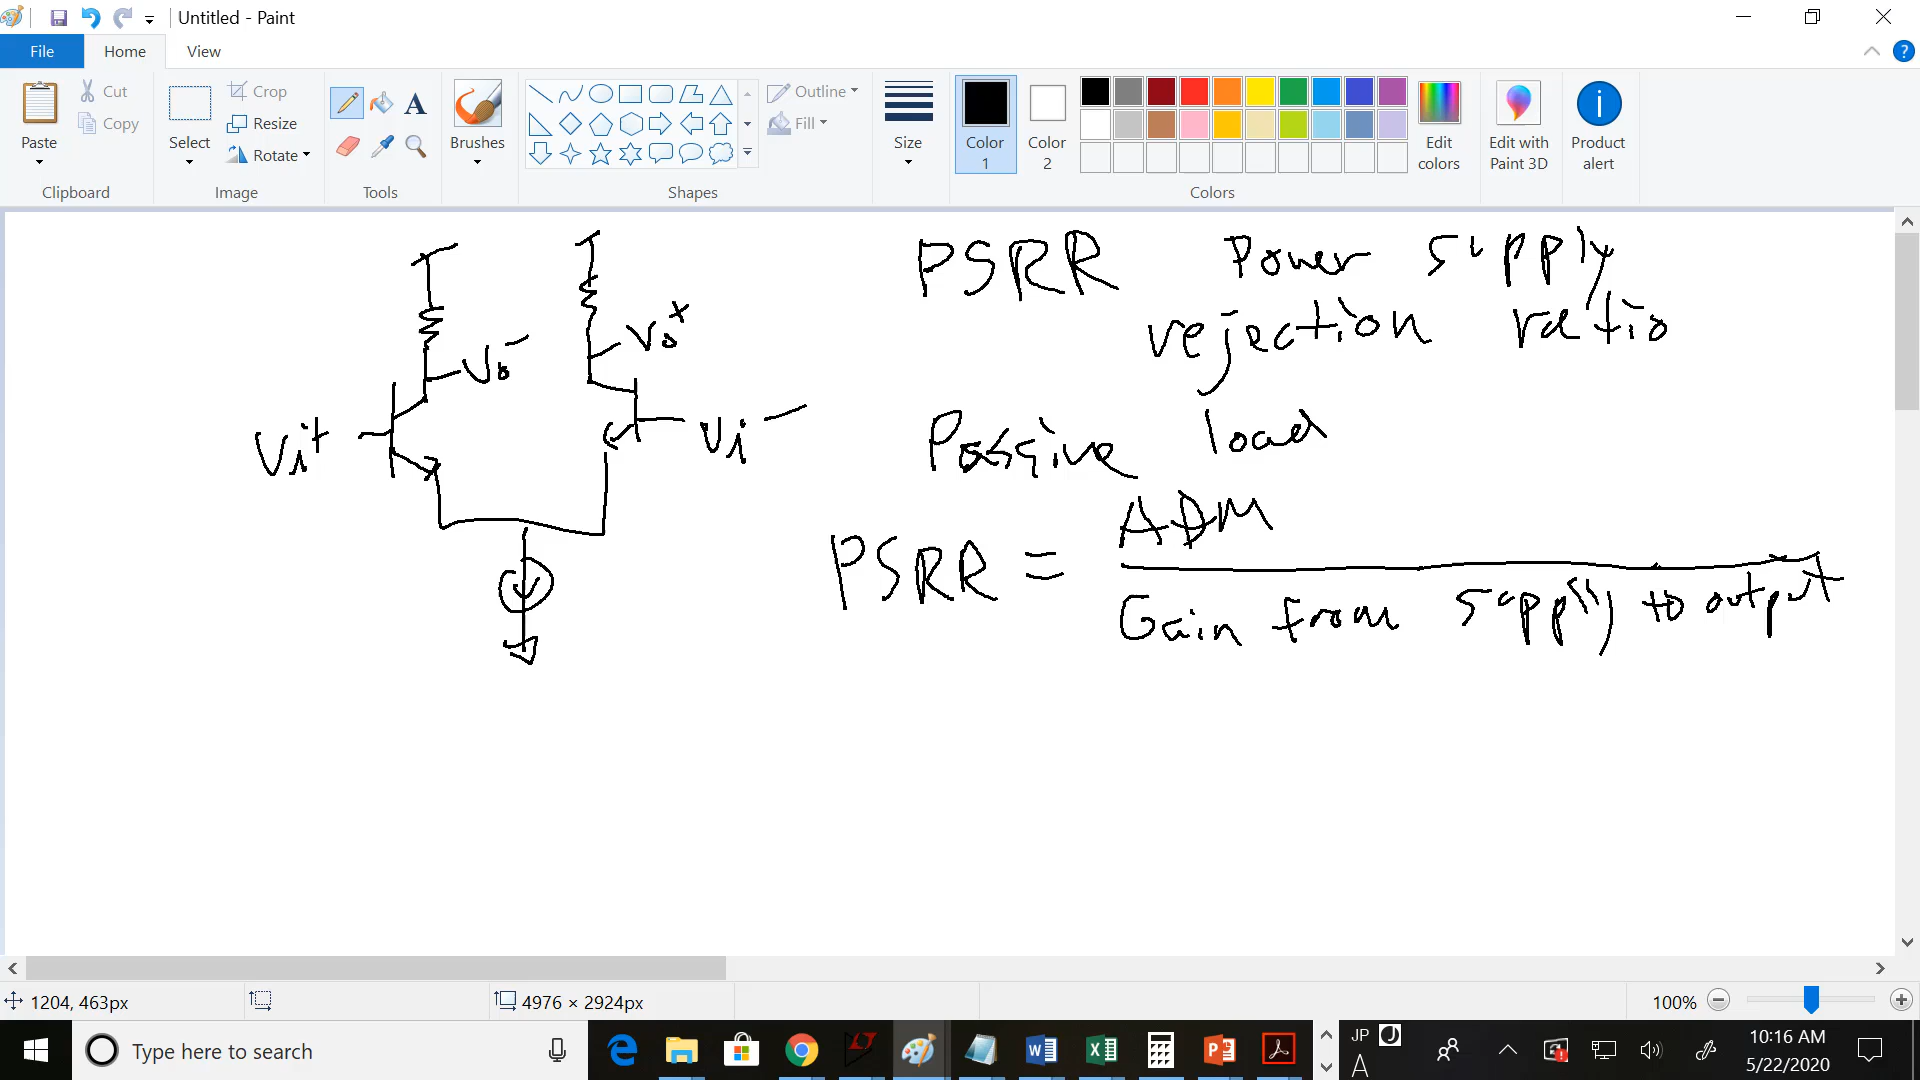 Untitled - Paint
File Home View
Paste
Cut
Copy
Clipboard
Select
Crop
Resize
Rotate
Image
A
Tools
Brushes
Shapes
Outline
Fill
Size
Color 1
Color 2
Edit colors
Colors
Edit with Paint 3D
Product alert
PSRR Power supply
rejection ratio
Vo-
Vo+
Vi+
Vi-
Passive load
PSRR = ADM
Gain from supply to output
1204, 463px
4976 × 2924px
100%
Type here to search
JP
A
10:16 AM
5/22/2020